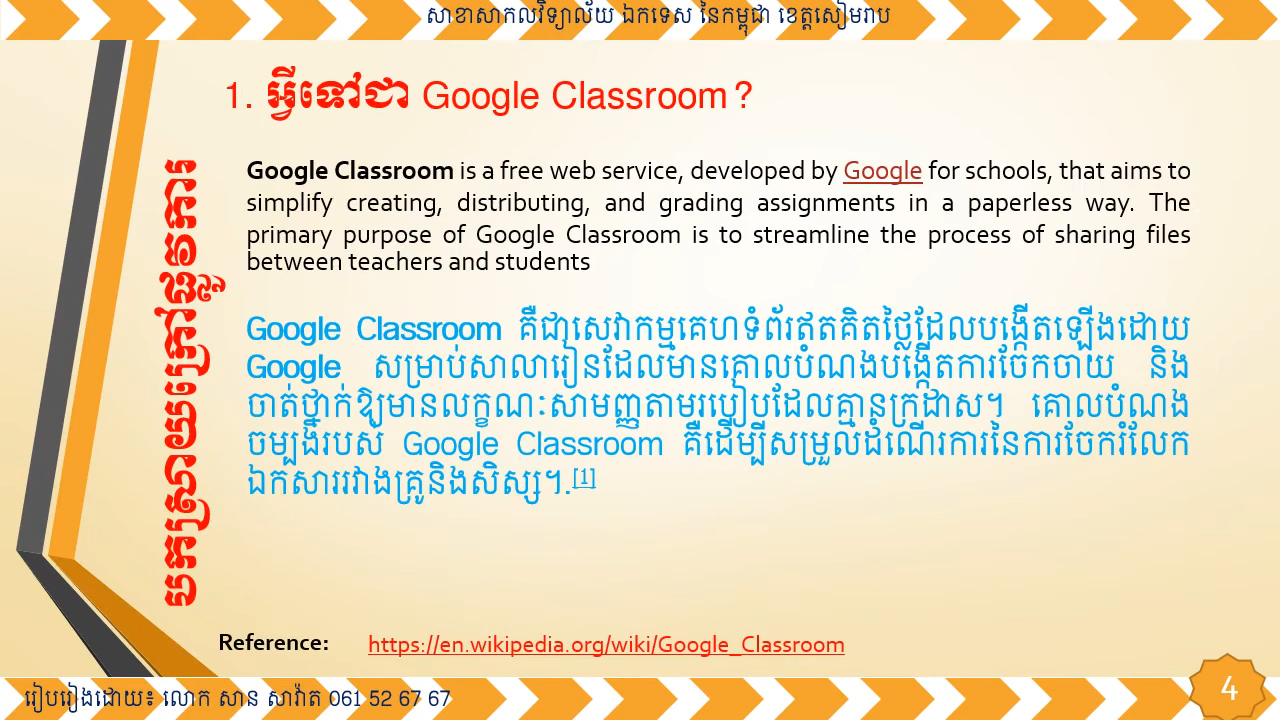 សាខាសាកលវិទ្យាល័យ ឯកទេស នៃកម្ពុជា ខេត្តសៀមរាប
1. អ្វីទៅជា Google Classroom?
Google Classroom is a free web service, developed by Google for schools, that aims to
simplify creating, distributing, and grading assignments in a paperless way. The
primary purpose of Google Classroom is to streamline the process of sharing files
between teachers and students
Google Classroom គឺជាសេវាកម្មគេហទំព័រឥតគិតថ្លៃដែលបង្កើតឡើងដោយ
Google សម្រាប់សាលារៀនដែលមានគោលបំណងបង្កើតការចែកចាយ និង
ចាត់ថ្នាក់ឱ្យមានលក្ខណៈសាមញ្ញតាមរបៀបដែលគ្មានក្រដាស។ គោលបំណង
ចម្បងរបស់ Google Classroom គឺដើម្បីសម្រួលដំណើរការនៃការចែករំលែក
ឯកសាររវាងគ្រូនិងសិស្ស។.[1]
Reference: https://en.wikipedia.org/wiki/Google_Classroom
រៀបរៀងដោយ៖ លោក សាន សាវ៉ាត 061 52 67 67
4